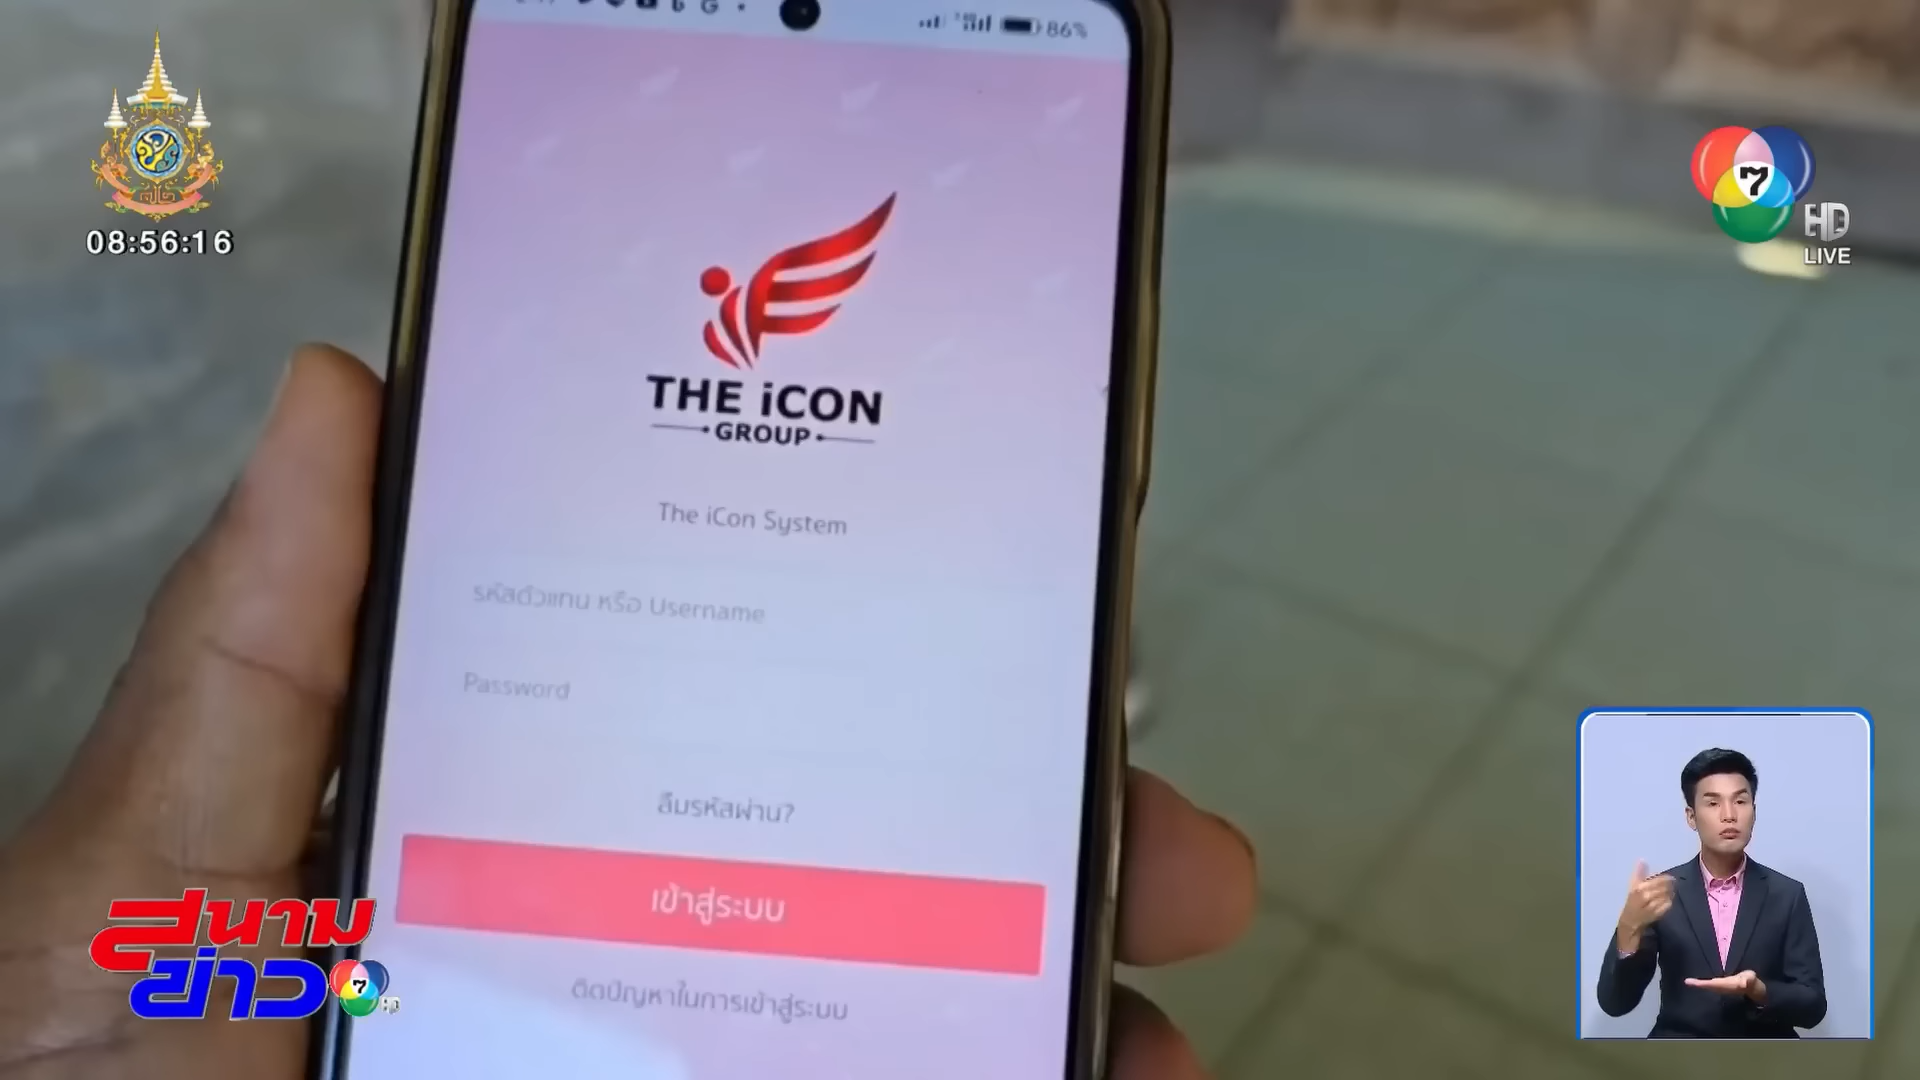 86%
08:56:16
7
HD
LIVE
THE iCON
GROUP
The iCon System
รหัสตัวแทน หรือ Username
Password
ลืมรหัสผ่าน?
เข้าสู่ระบบ
ติดปัญหาในการเข้าสู่ระบบ
สนาม
ข่าว
7
HD